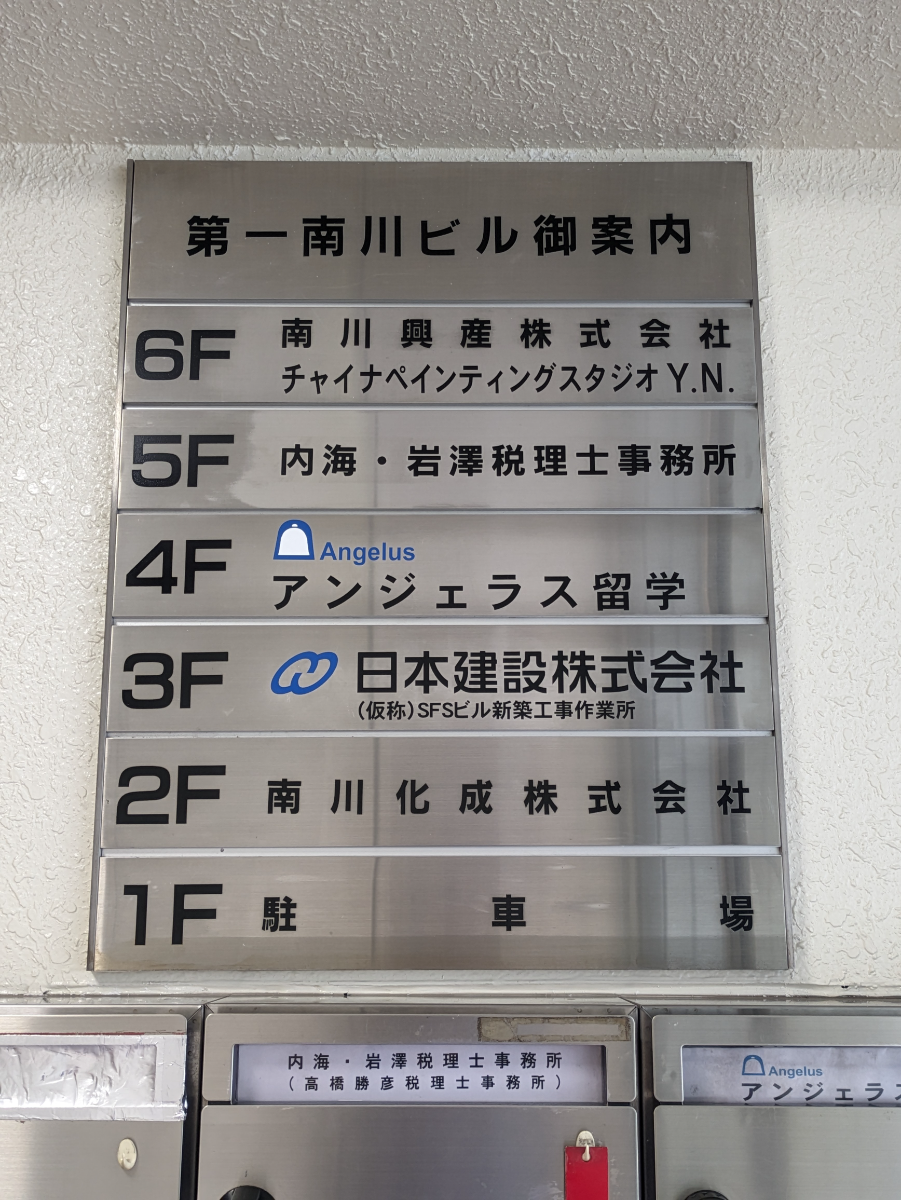 第一南川ビル御案内
6F 南川興産株式会社
チャイナペインティングスタジオ Y.N.
5F 内海・岩澤税理士事務所
4F Angelus
アンジェラス留学
3F 日本建設株式会社
(仮称)SFSビル新築工事作業所
2F 南川化成株式会社
1F 駐車場
内海・岩澤税理士事務所
(高橋勝彦税理士事務所)
Angelus
アンジェラス